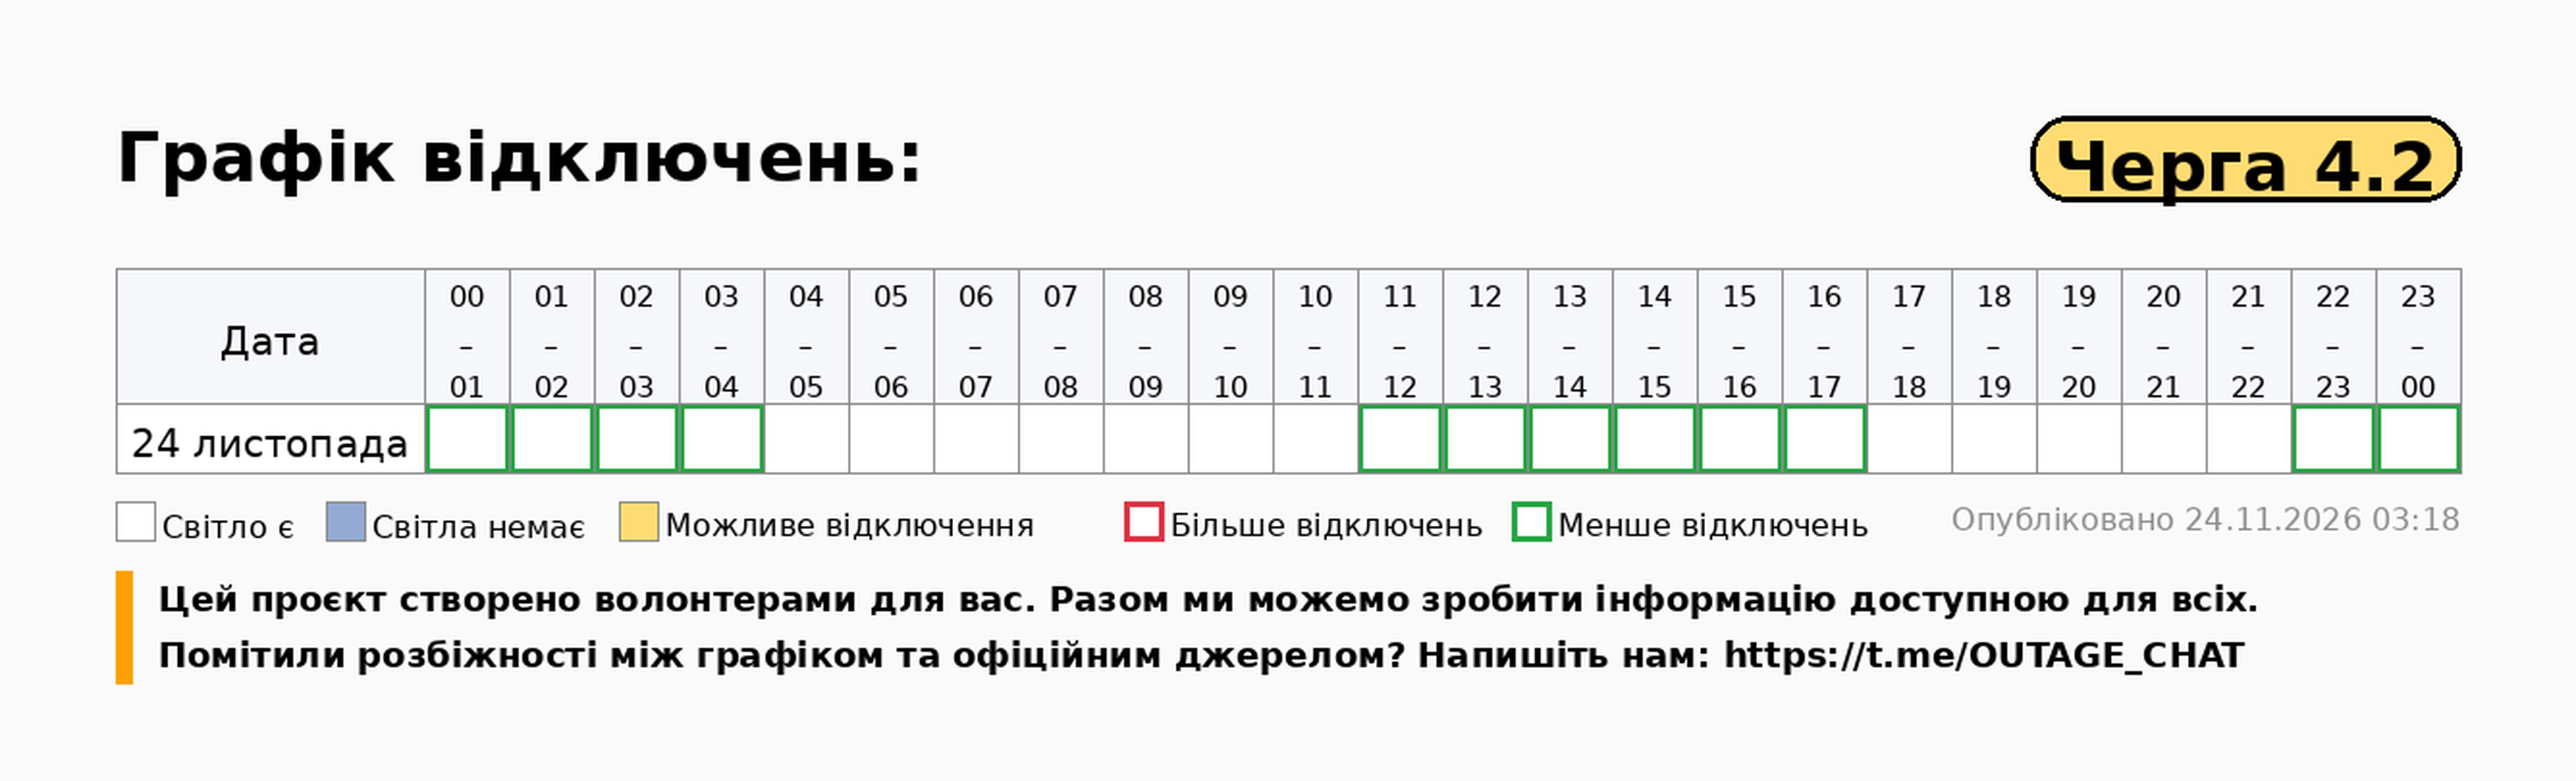 Графік відключень:
Черга 4.2
Дата 00 – 01 01 – 02 02 – 03 03 – 04 04 – 05 05 – 06 06 – 07 07 – 08 08 – 09 09 – 10 10 – 11 11 – 12 12 – 13 13 – 14 14 – 15 15 – 16 16 – 17 17 – 18 18 – 19 19 – 20 20 – 21 21 – 22 22 – 23 23 – 00
24 листопада
Світло є Світла немає Можливе відключення Більше відключень Менше відключень Опубліковано 24.11.2026 03:18
Цей проєкт створено волонтерами для вас. Разом ми можемо зробити інформацію доступною для всіх.
Помітили розбіжності між графіком та офіційним джерелом? Напишіть нам: https://t.me/OUTAGE_CHAT